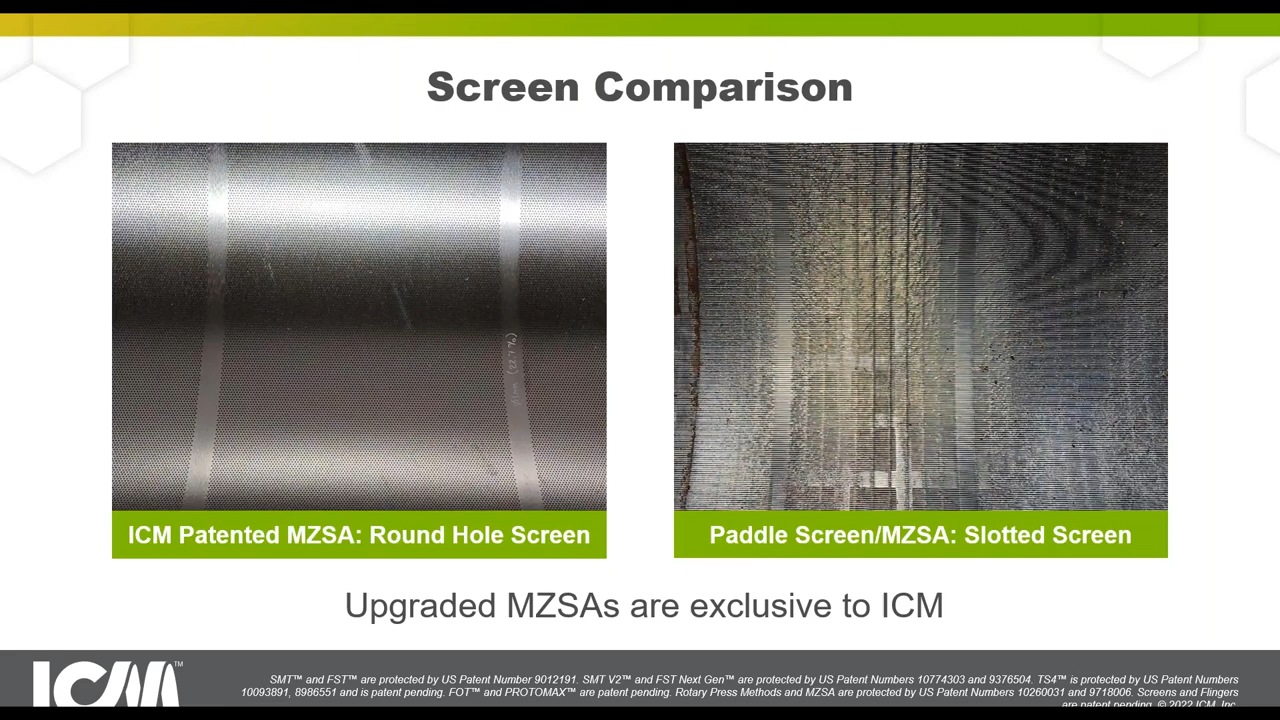 Screen Comparison
ICM Patented MZSA: Round Hole Screen
Paddle Screen/MZSA: Slotted Screen
Upgraded MZSAs are exclusive to ICM
ICM™
SMT™ and FST™ are protected by US Patent Number 9012191. SMT V2™ and FST Next Gen™ are protected by US Patent Numbers 10774303 and 9376504. TS4™ is protected by US Patent Numbers
10093891, 8986551 and is patent pending. FOT™ and PROTOMAX™ are patent pending. Rotary Press Methods and MZSA are protected by US Patent Numbers 10260031 and 9718006. Screens and Flingers
are patent pending. © 2022 ICM, Inc.